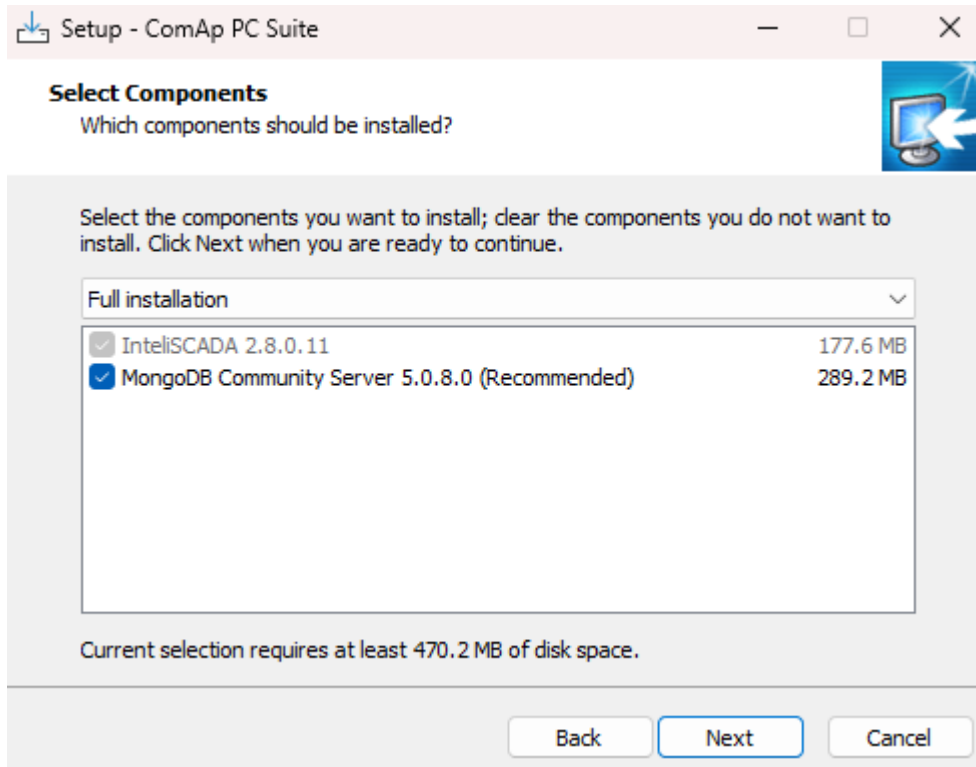 Setup - ComAp PC Suite
Select Components
Which components should be installed?
Select the components you want to install; clear the components you do not want to
install. Click Next when you are ready to continue.
Full installation
InteliSCADA 2.8.0.11 177.6 MB
MongoDB Community Server 5.0.8.0 (Recommended) 289.2 MB
Current selection requires at least 470.2 MB of disk space.
Back Next Cancel